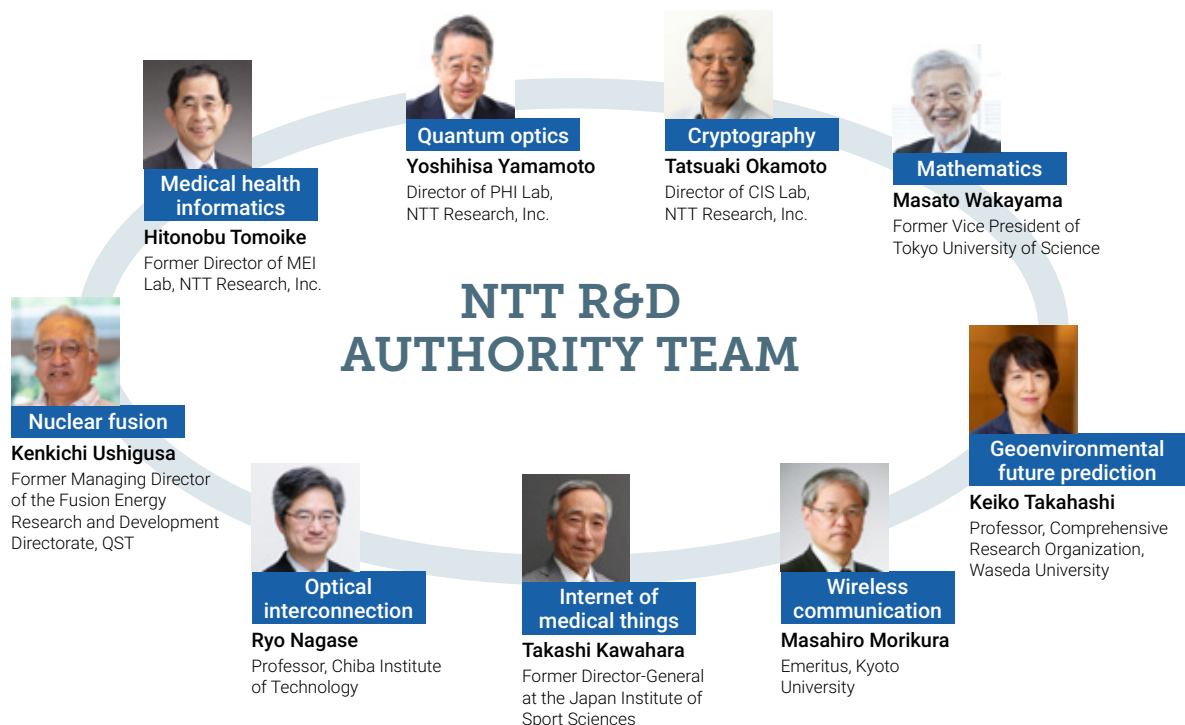 Quantum optics
Yoshihisa Yamamoto
Director of PHI Lab,
NTT Research, Inc.
Cryptography
Tatsuaki Okamoto
Director of CIS Lab,
NTT Research, Inc.
Mathematics
Masato Wakayama
Former Vice President of
Tokyo University of Science
Medical health
informatics
Hitonobu Tomoike
Former Director of MEI
Lab, NTT Research, Inc.
NTT R&D
AUTHORITY TEAM
Nuclear fusion
Kenkichi Ushigusa
Former Managing Director
of the Fusion Energy
Research and Development
Directorate, QST
Geoenvironmental
future prediction
Keiko Takahashi
Professor, Comprehensive
Research Organization,
Waseda University
Optical
interconnection
Ryo Nagase
Professor, Chiba Institute
of Technology
Internet of
medical things
Takashi Kawahara
Former Director-General
at the Japan Institute of
Sport Sciences
Wireless
communication
Masahiro Morikura
Emeritus, Kyoto
University